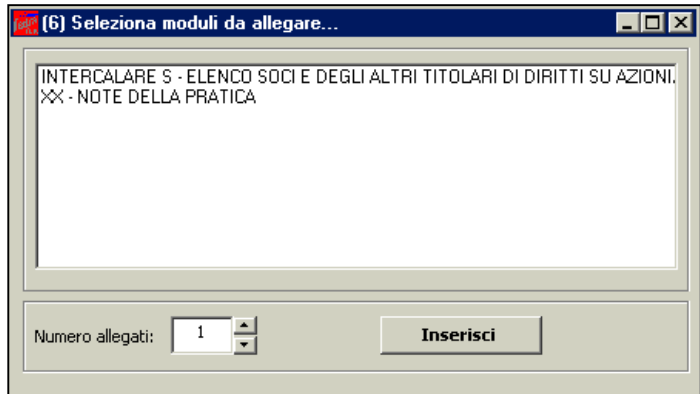 (6) Seleziona moduli da allegare...
INTERCALARE S - ELENCO SOCI E DEGLI ALTRI TITOLARI DI DIRITTI SU AZIONI.
XX - NOTE DELLA PRATICA
Numero allegati: 1 Inserisci